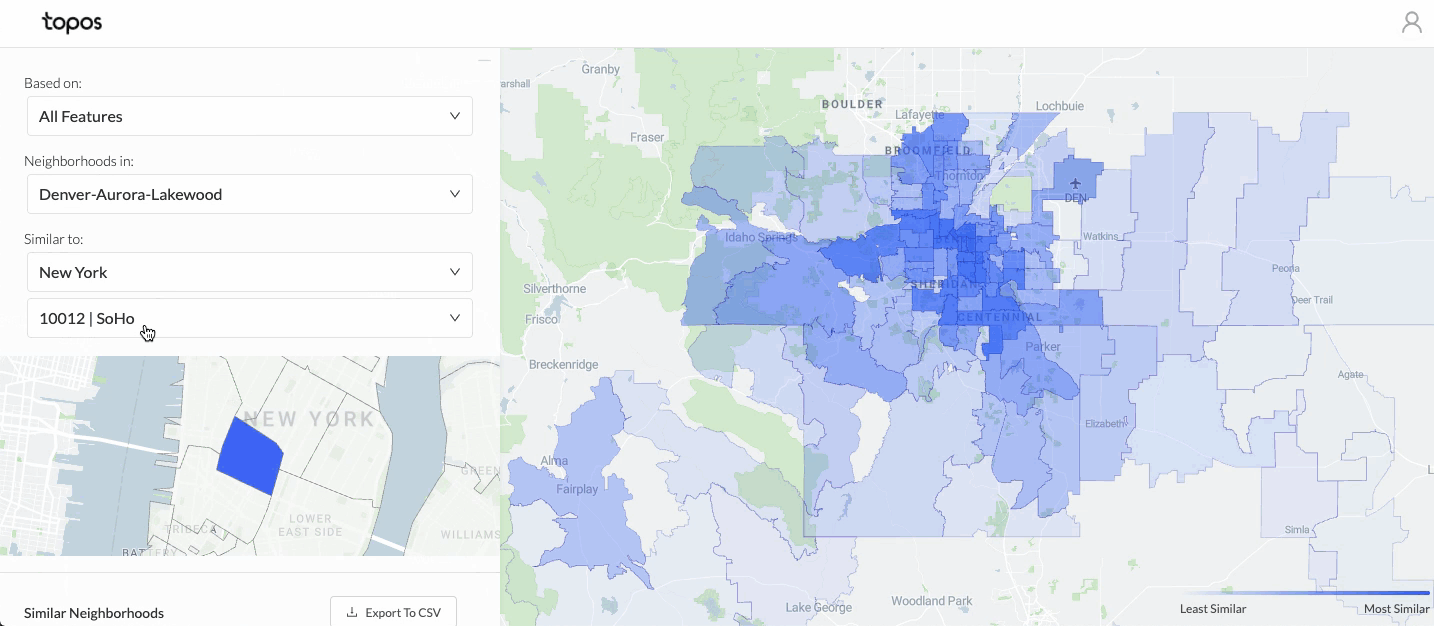 topos
Based on:
All Features
Neighborhoods in:
Denver-Aurora-Lakewood
Similar to:
New York
10012 | SoHo
NEW YORK
GREEN
TRIBECA
LOWER
EAST SIDE
WILLIAMS
BATTERY
Similar Neighborhoods
Export To CSV
Granby
arshall
BOULDER
Lochbuie
Lafayette
Fraser
BROOMFIELD
Thornton
DEN
Idaho Springs
Watkins
Peoria
SHERIDAN
Silverthorne
Deer Trail
Frisco
CENTENNIAL
Parker
Breckenridge
Agate
Elizabeth
Alma
Fairplay
Simla
Lake George
Woodland Park
Least Similar
Most Similar